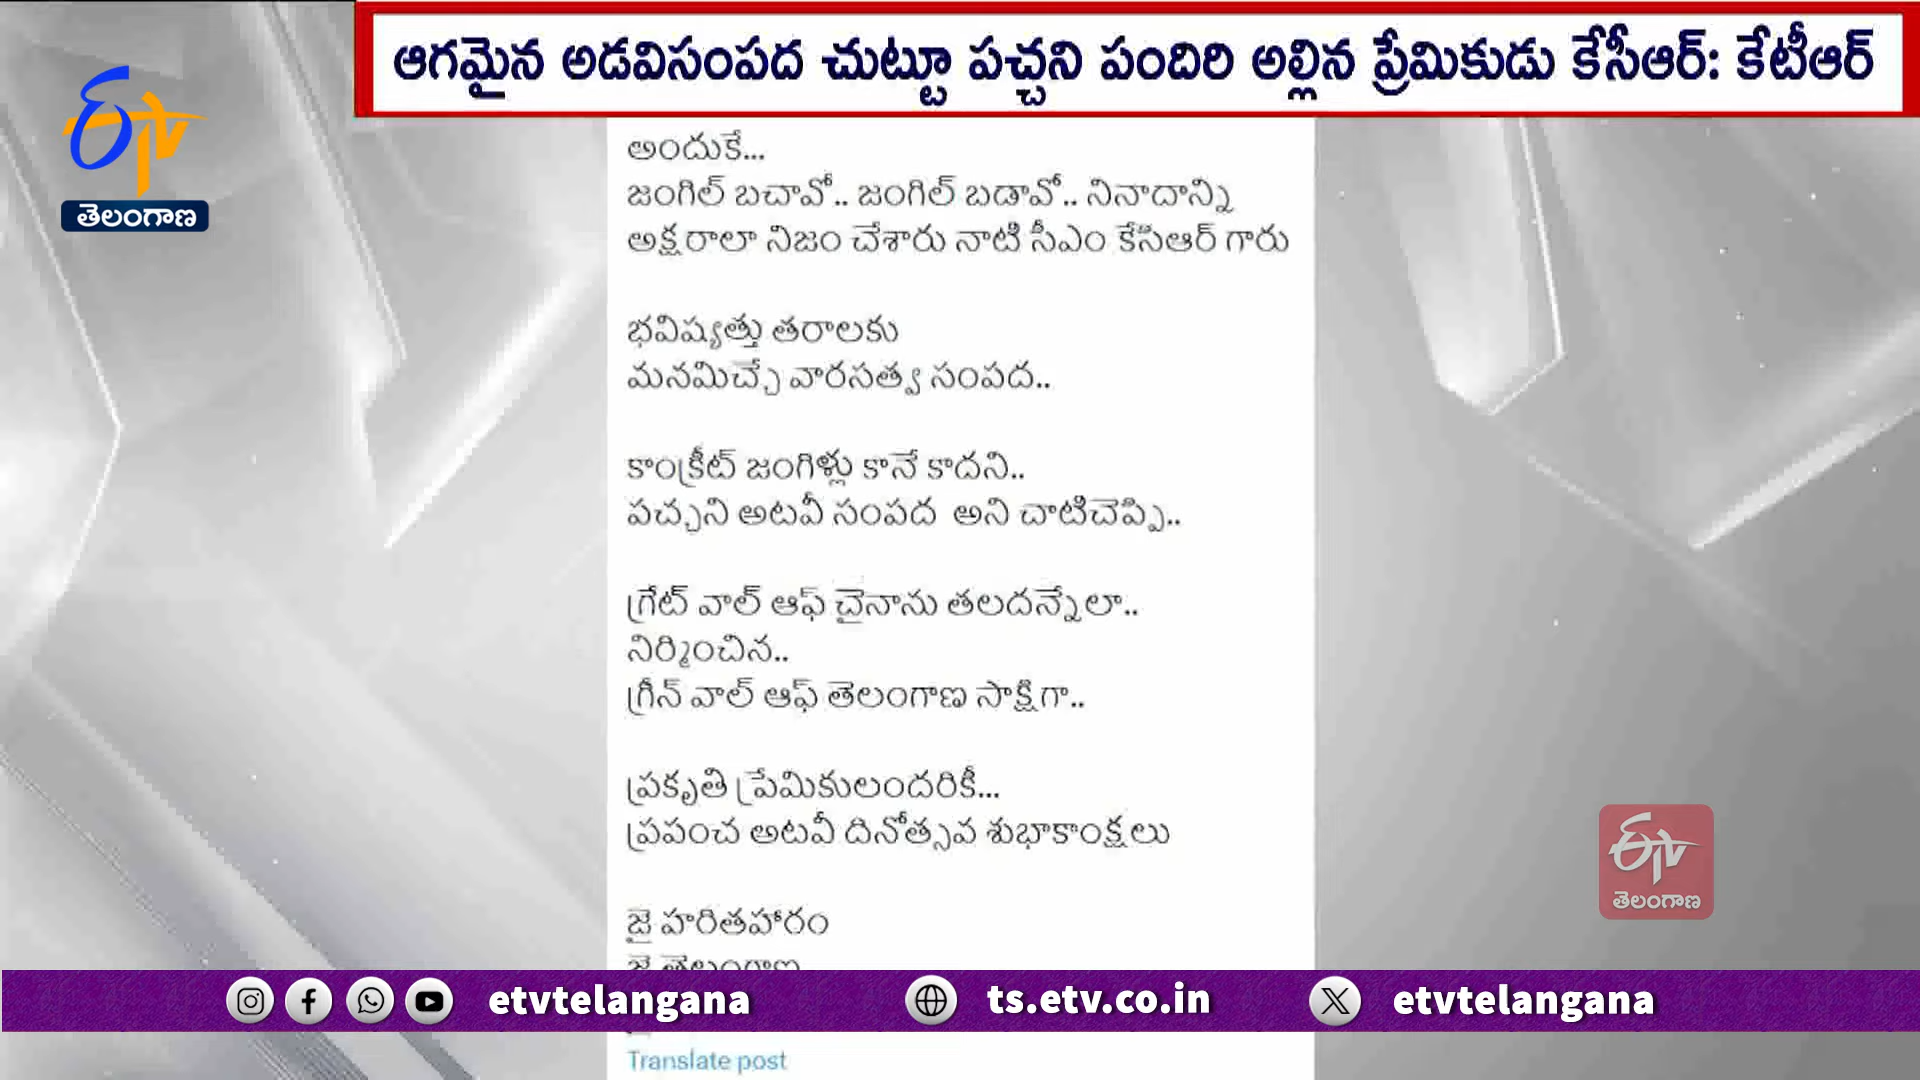 ఆగమైన అడవిసంపద చుట్టూ పచ్చని పందిరి అల్లిన ప్రేమికుడు కేసీఆర్: కేటీఆర్
ETV
తెలంగాణ
అందుకే...
జంగిల్ బచావో.. జంగిల్ బడావో.. నినాదాన్ని
అక్షరాలా నిజం చేశారు నాటి సీఎం కేసిఆర్ గారు
భవిష్యత్తు తరాలకు
మనమిచ్చే వారసత్వ సంపద..
కాంక్రీట్ జంగిళ్లు కానే కాదని..
పచ్చని అటవీ సంపద అని చాటిచెప్పి..
గ్రేట్ వాల్ ఆఫ్ చైనాను తలదన్నేలా..
నిర్మించిన..
గ్రీన్ వాల్ ఆఫ్ తెలంగాణ సాక్షిగా..
ప్రకృతి ప్రేమికులందరికీ...
ప్రపంచ అటవీ దినోత్సవ శుభాకాంక్షలు
జై హరితహారం
జై తెలంగాణ
ETV
తెలంగాణ
etvtelangana
ts.etv.co.in
etvtelangana
Translate post